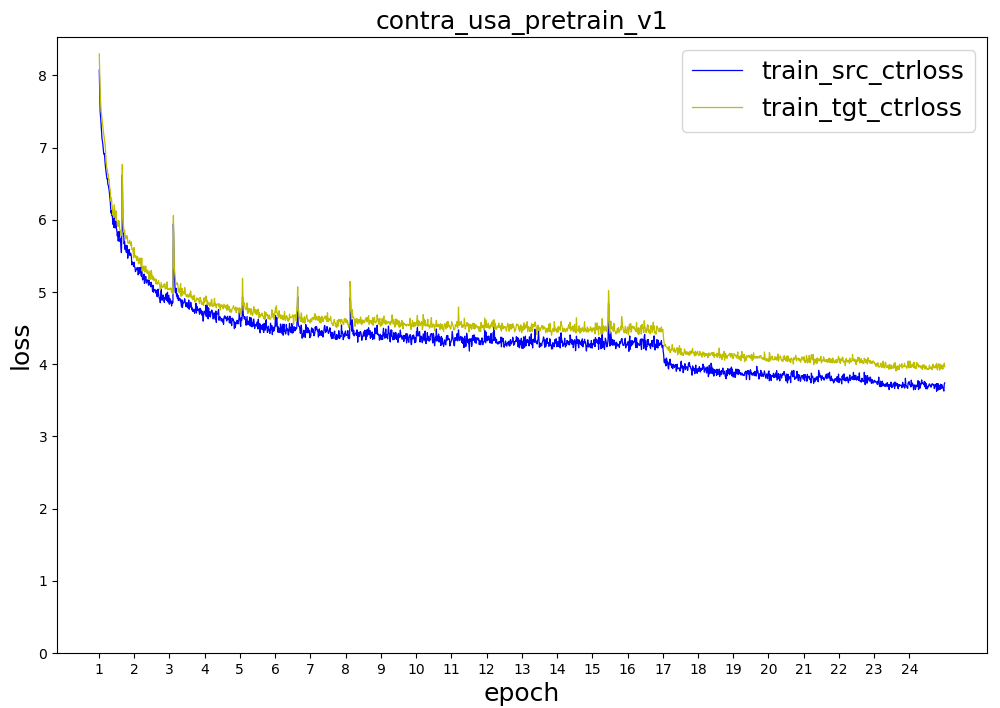 contra_usa_pretrain_v1
train_src_ctrloss
train_tgt_ctrloss
loss
8
7
6
5
4
3
2
1
0
1 2 3 4 5 6 7 8 9 10 11 12 13 14 15 16 17 18 19 20 21 22 23 24
epoch